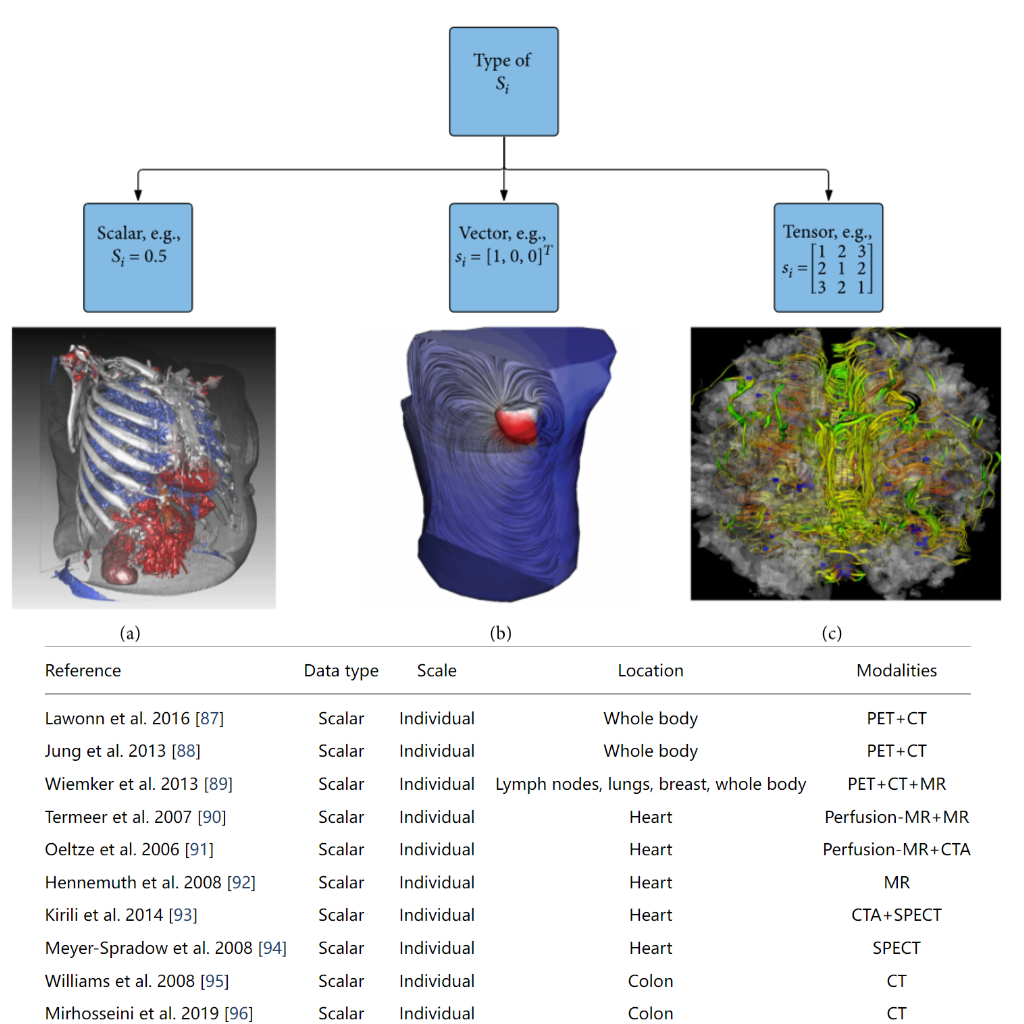 Type of
S_i
Scalar, e.g.,
S_i = 0.5
Vector, e.g.,
s_i = [1, 0, 0]^T
Tensor, e.g.,
s_i = [1 2 3
2 1 2
3 2 1]
(a)
(b)
(c)
Reference Data type Scale Location Modalities
Lawonn et al. 2016 [87] Scalar Individual Whole body PET+CT
Jung et al. 2013 [88] Scalar Individual Whole body PET+CT
Wiemker et al. 2013 [89] Scalar Individual Lymph nodes, lungs, breast, whole body PET+CT+MR
Termeer et al. 2007 [90] Scalar Individual Heart Perfusion-MR+MR
Oeltze et al. 2006 [91] Scalar Individual Heart Perfusion-MR+CTA
Hennemuth et al. 2008 [92] Scalar Individual Heart MR
Kirili et al. 2014 [93] Scalar Individual Heart CTA+SPECT
Meyer-Spradow et al. 2008 [94] Scalar Individual Heart SPECT
Williams et al. 2008 [95] Scalar Individual Colon CT
Mirhosseini et al. 2019 [96] Scalar Individual Colon CT